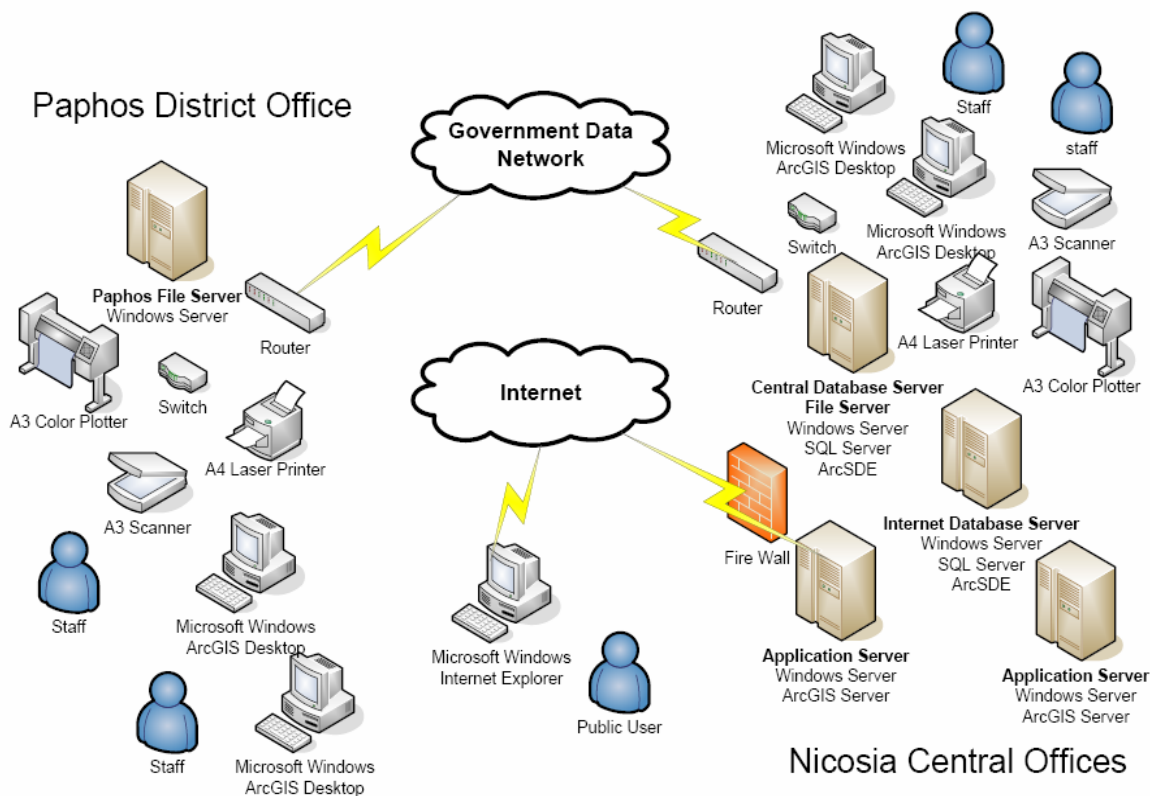 Paphos District Office
Government Data
Network
Staff
staff
Microsoft Windows
ArcGIS Desktop
Switch
Microsoft Windows
ArcGIS Desktop
A3 Scanner
Router
Paphos File Server
Windows Server
Router
A4 Laser Printer
A3 Color Plotter
Switch
A3 Color Plotter
Internet
Central Database Server
File Server
Windows Server
SQL Server
ArcSDE
A4 Laser Printer
A3 Scanner
Internet Database Server
Windows Server
SQL Server
ArcSDE
Fire Wall
Staff
Microsoft Windows
ArcGIS Desktop
Microsoft Windows
Internet Explorer
Application Server
Windows Server
ArcGIS Server
Application Server
Windows Server
ArcGIS Server
Public User
Staff
Microsoft Windows
ArcGIS Desktop
Nicosia Central Offices